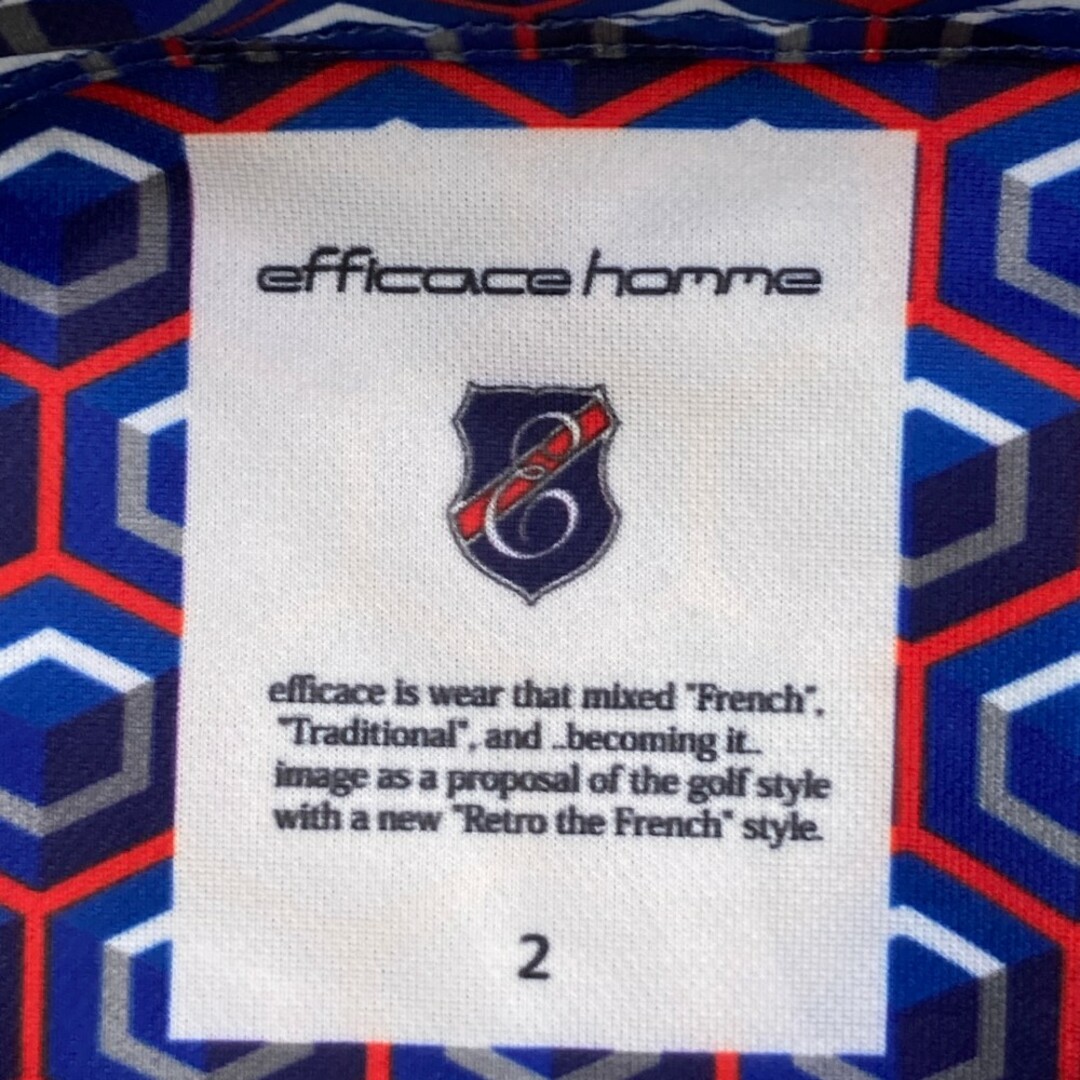 efficace homme
efficace is wear that mixed "French",
"Traditional", and ..becoming it..
image as a proposal of the golf style
with a new "Retro the French" style.
2